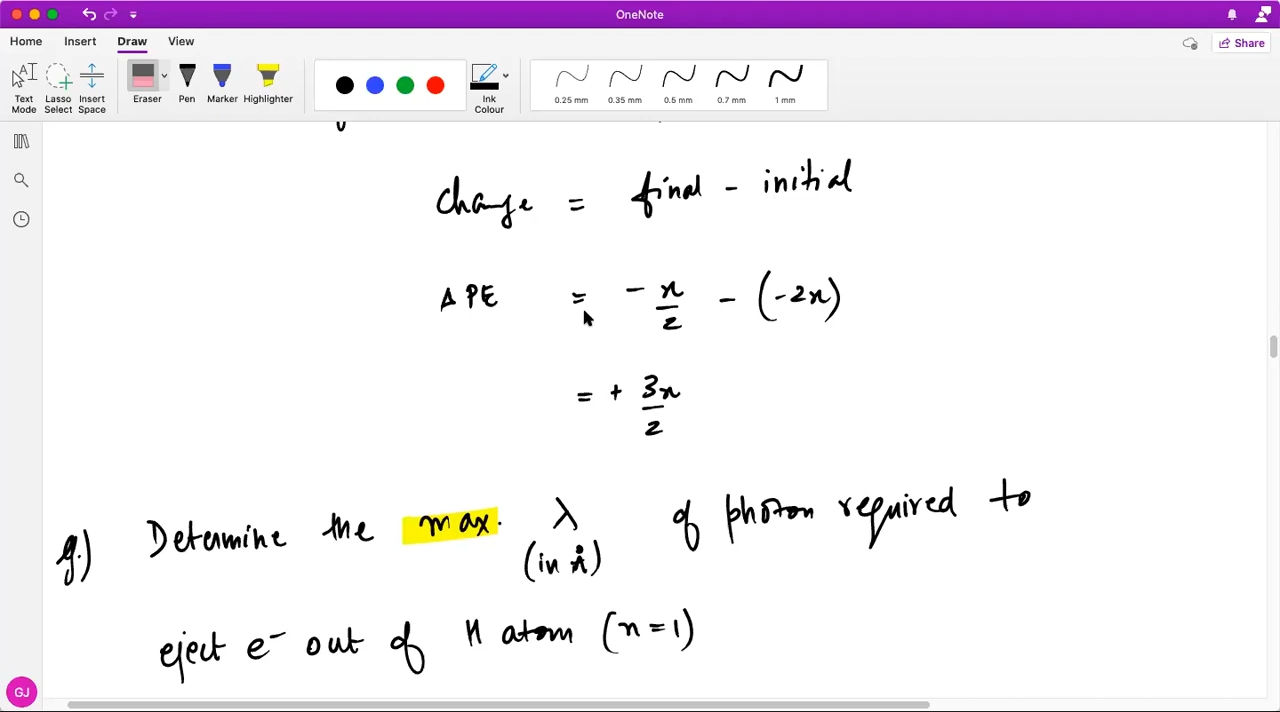 OneNote
Home Insert Draw View
Share
Text Mode
Lasso Select
Insert Space
Eraser
Pen
Marker
Highlighter
Ink Colour
0.25 mm 0.35 mm 0.5 mm 0.7 mm 1 mm
change = final - initial
Δ PE = - x/2 - (-2x)
= + 3x/2
g.) Determine the max. λ (in Å) of photon required to
eject e⁻ out of H atom (n=1)
GJ